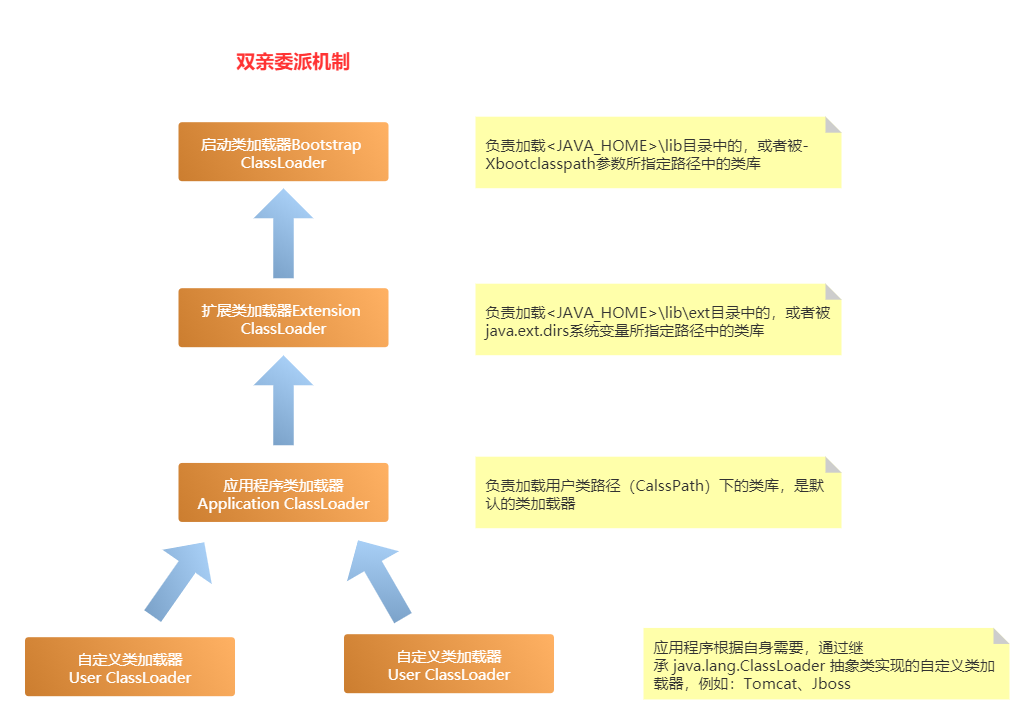 双亲委派机制
启动类加载器Bootstrap
ClassLoader
负责加载<JAVA_HOME>\lib目录中的，或者被-
Xbootclasspath参数所指定路径中的类库
扩展类加载器Extension
ClassLoader
负责加载<JAVA_HOME>\lib\ext目录中的，或者被
java.ext.dirs系统变量所指定路径中的类库
应用程序类加载器
Application ClassLoader
负责加载用户类路径（CalssPath）下的类库，是默
认的类加载器
自定义类加载器
User ClassLoader
自定义类加载器
User ClassLoader
应用程序根据自身需要，通过继
承 java.lang.ClassLoader 抽象类实现的自定义类加
载器，例如：Tomcat、Jboss